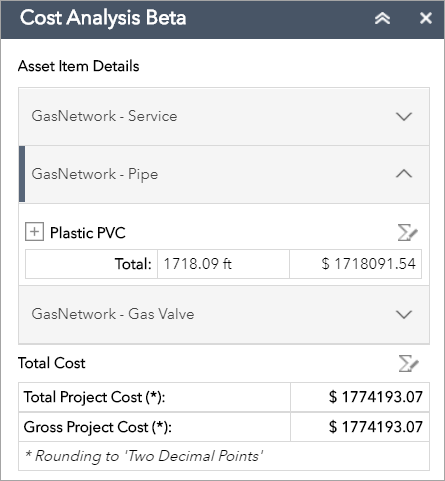 Cost Analysis Beta
Asset Item Details
GasNetwork - Service
GasNetwork - Pipe
Plastic PVC
Total: 1718.09 ft $ 1718091.54
GasNetwork - Gas Valve
Total Cost
Total Project Cost (*): $ 1774193.07
Gross Project Cost (*): $ 1774193.07
* Rounding to 'Two Decimal Points'